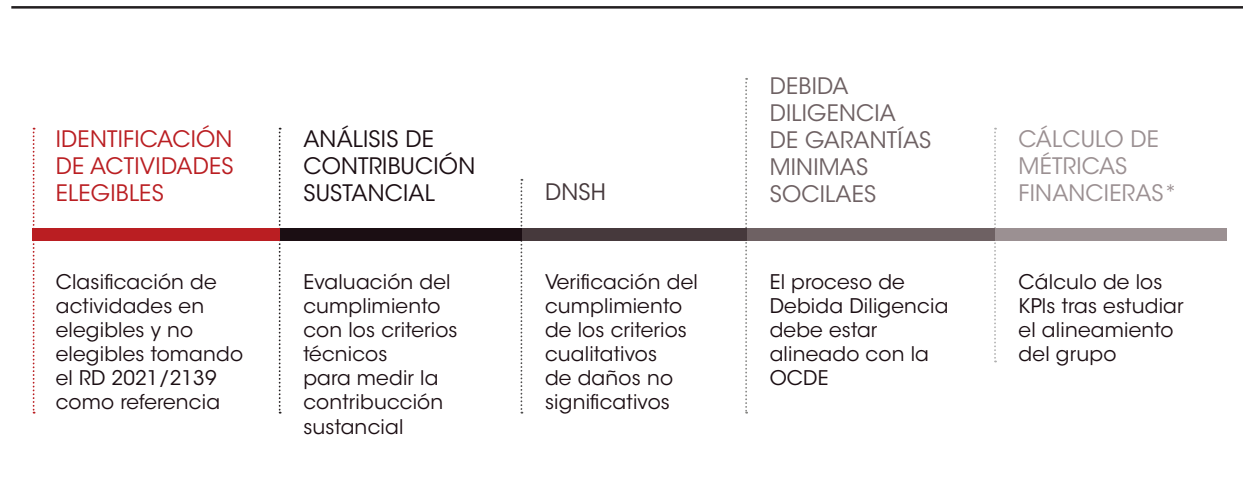 IDENTIFICACIÓN
DE ACTIVIDADES
ELEGIBLES
Clasificación de
actividades en
elegibles y no
elegibles tomando
el RD 2021/2139
como referencia
ANÁLISIS DE
CONTRIBUCIÓN
SUSTANCIAL
Evaluación del
cumplimiento
con los criterios
técnicos
para medir la
contribucción
sustancial
DNSH
Verificación del
cumplimiento
de los criterios
cualitativos
de daños no
significativos
DEBIDA
DILIGENCIA
DE GARANTÍAS
MINIMAS
SOCILAES
El proceso de
Debida Diligencia
debe estar
alineado con la
OCDE
CÁLCULO DE
MÉTRICAS
FINANCIERAS*
Cálculo de los
KPIs tras estudiar
el alineamiento
del grupo